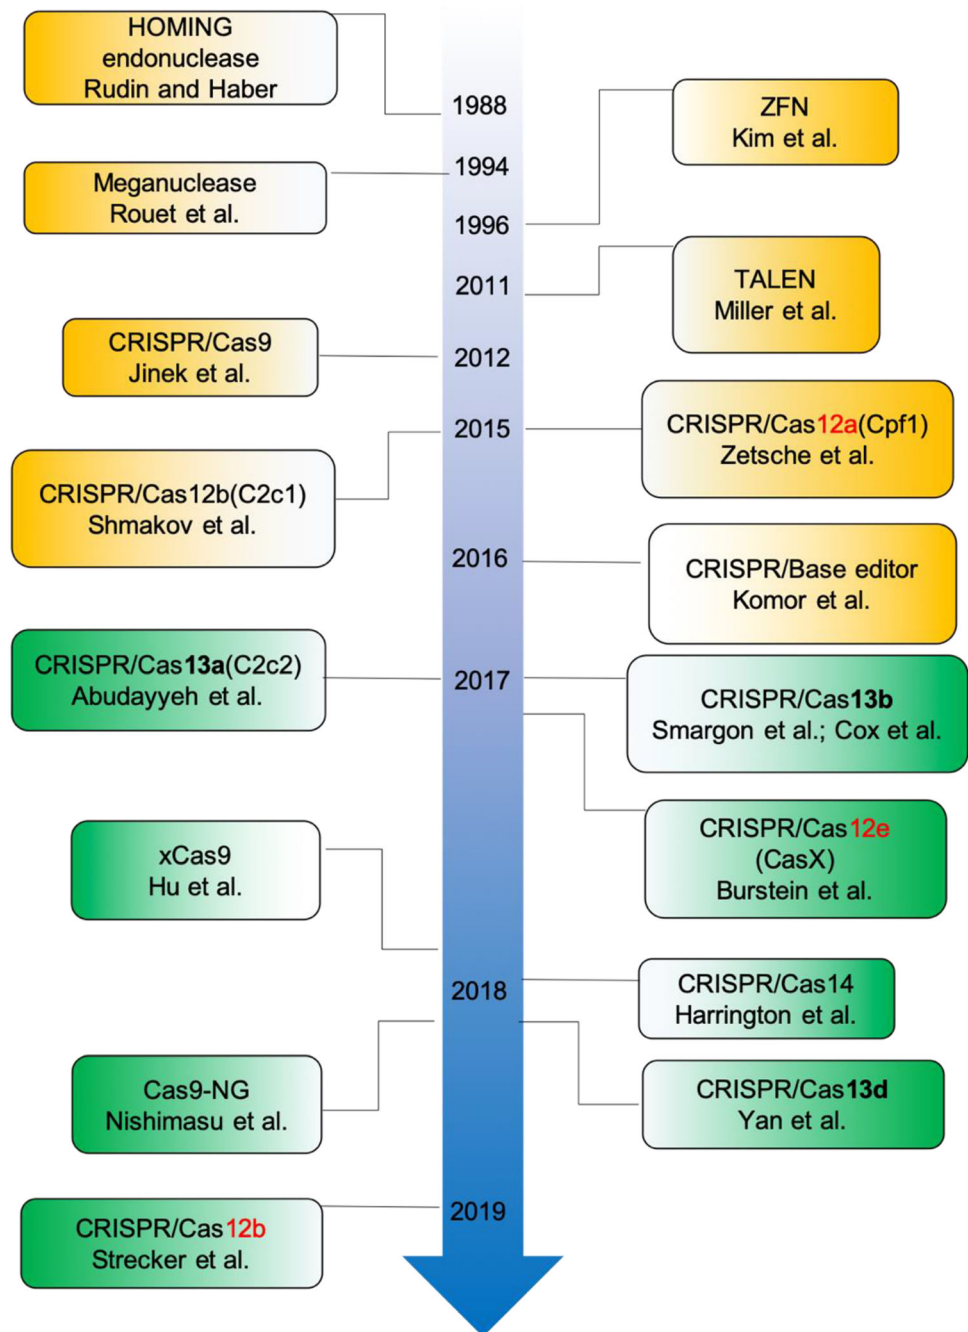 HOMING
endonuclease
Rudin and Haber
1988
ZFN
Kim et al.
1994
Meganuclease
Rouet et al.
1996
2011
TALEN
Miller et al.
CRISPR/Cas9
Jinek et al.
2012
2015
CRISPR/Cas12a(Cpf1)
Zetsche et al.
CRISPR/Cas12b(C2c1)
Shmakov et al.
2016
CRISPR/Base editor
Komor et al.
CRISPR/Cas13a(C2c2)
Abudayyeh et al.
2017
CRISPR/Cas13b
Smargon et al.; Cox et al.
CRISPR/Cas12e
(CasX)
Burstein et al.
xCas9
Hu et al.
2018
CRISPR/Cas14
Harrington et al.
Cas9-NG
Nishimasu et al.
CRISPR/Cas13d
Yan et al.
2019
CRISPR/Cas12b
Strecker et al.